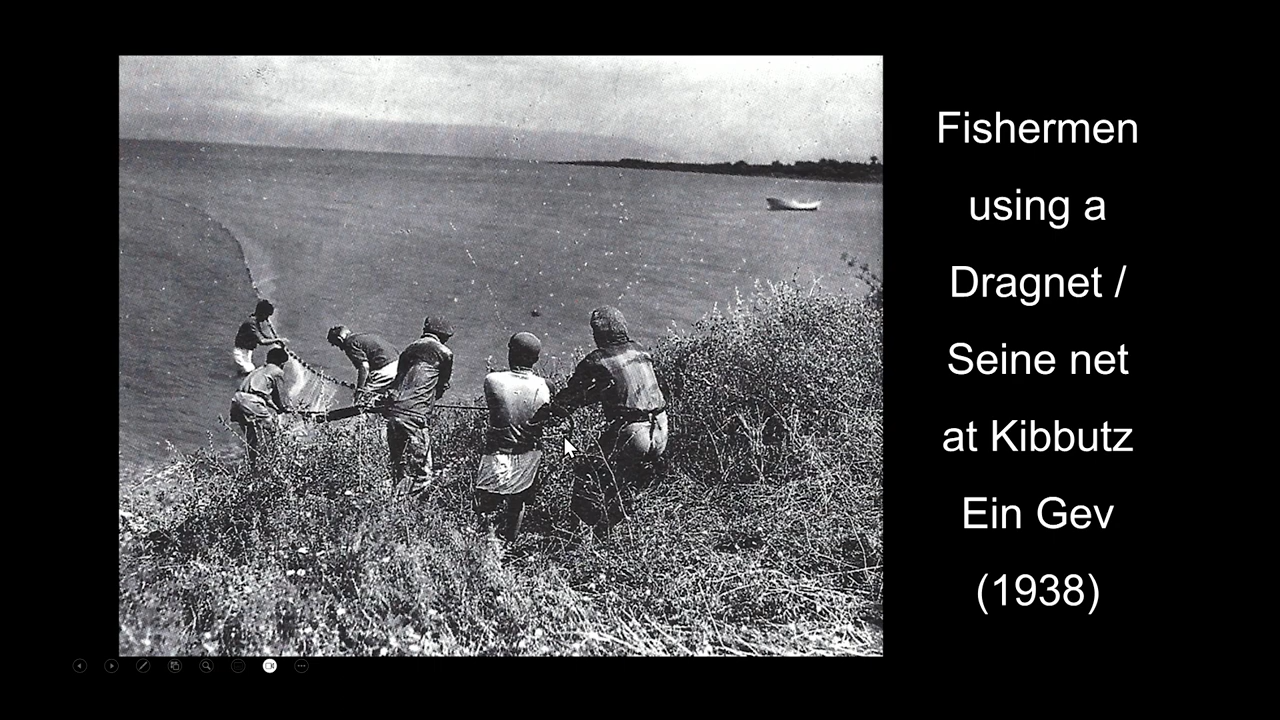 Fishermen
using a
Dragnet /
Seine net
at Kibbutz
Ein Gev
(1938)